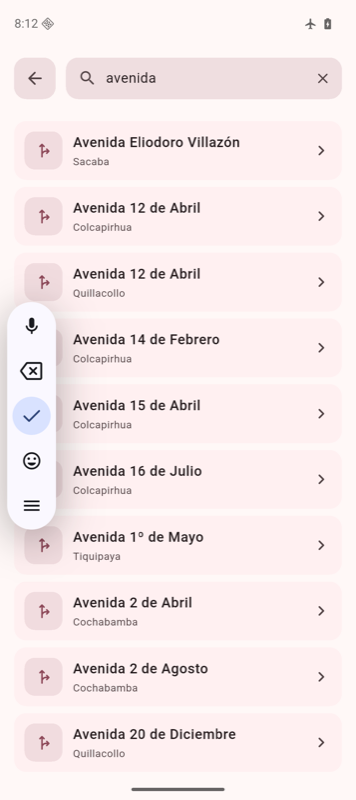 8:12
avenida
Avenida Eliodoro Villazón
Sacaba
Avenida 12 de Abril
Colcapirhua
Avenida 12 de Abril
Quillacollo
Avenida 14 de Febrero
Colcapirhua
Avenida 15 de Abril
Colcapirhua
Avenida 16 de Julio
Colcapirhua
Avenida 1º de Mayo
Tiquipaya
Avenida 2 de Abril
Cochabamba
Avenida 2 de Agosto
Cochabamba
Avenida 20 de Diciembre
Quillacollo